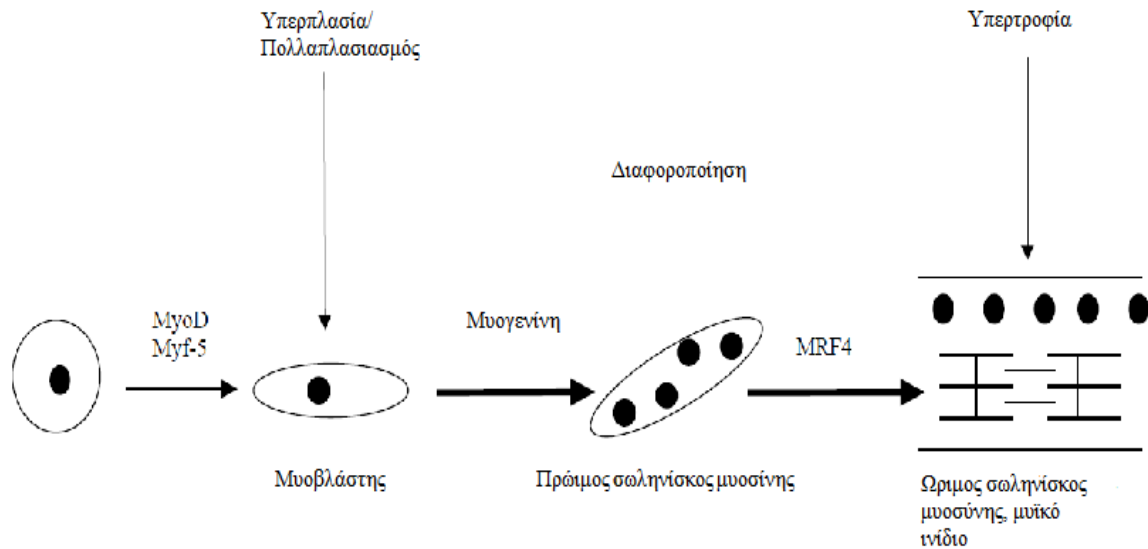 Υπερπλασία/
Πολλαπλασιασμός
Υπερτροφία
Διαφοροποίηση
MyoD
Myf-5
Μυογενίνη
MRF4
Μυοβλάστης
Πρώιμος σωληνίσκος μυοσίνης
Ωριμος σωληνίσκος
μυοσύνης, μυϊκό
ινίδιο